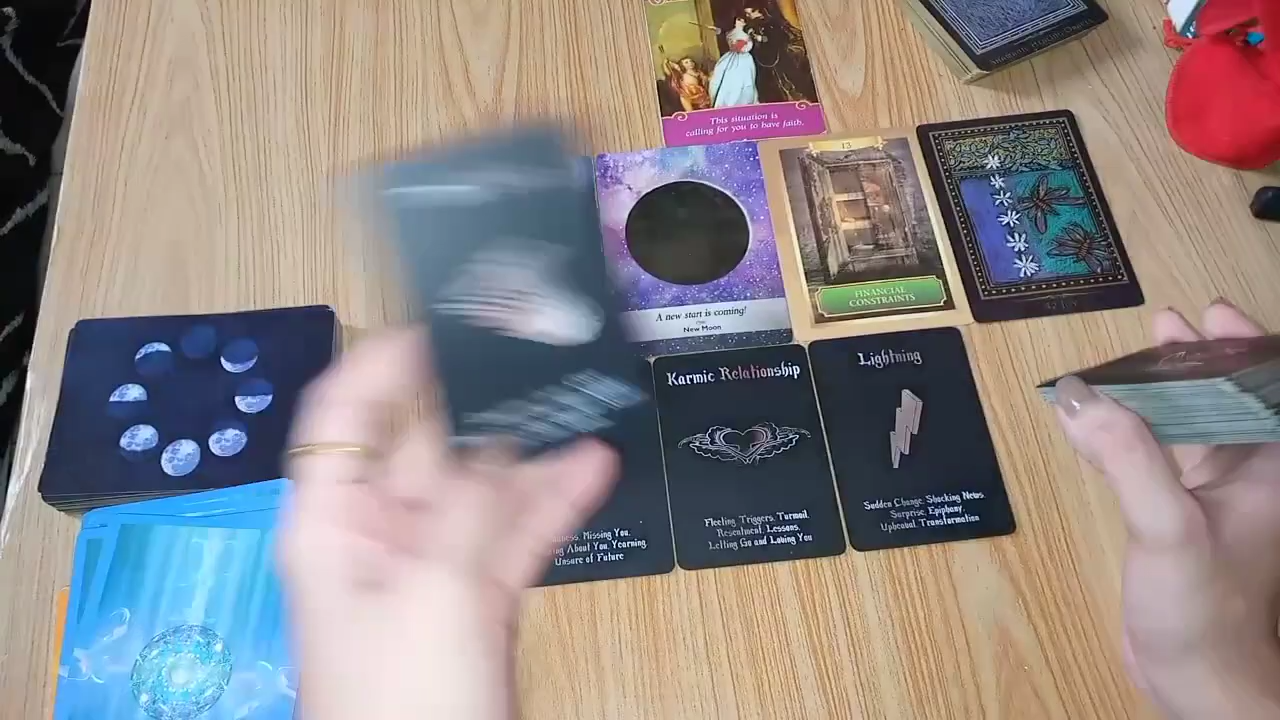 This situation is
calling for you to have faith.
A new start is coming!
New Moon
13
FINANCIAL
CONSTRAINTS
Karmic Relationship
Fleeting Triggers, Turmoil,
Resentment, Lessons,
Letting Go and Loving You
Lightning
Sudden Change, Shocking News,
Surprise, Epiphany,
Upheaval, Transformation
Missing You,
About You, Yearning,
Unsure of Future